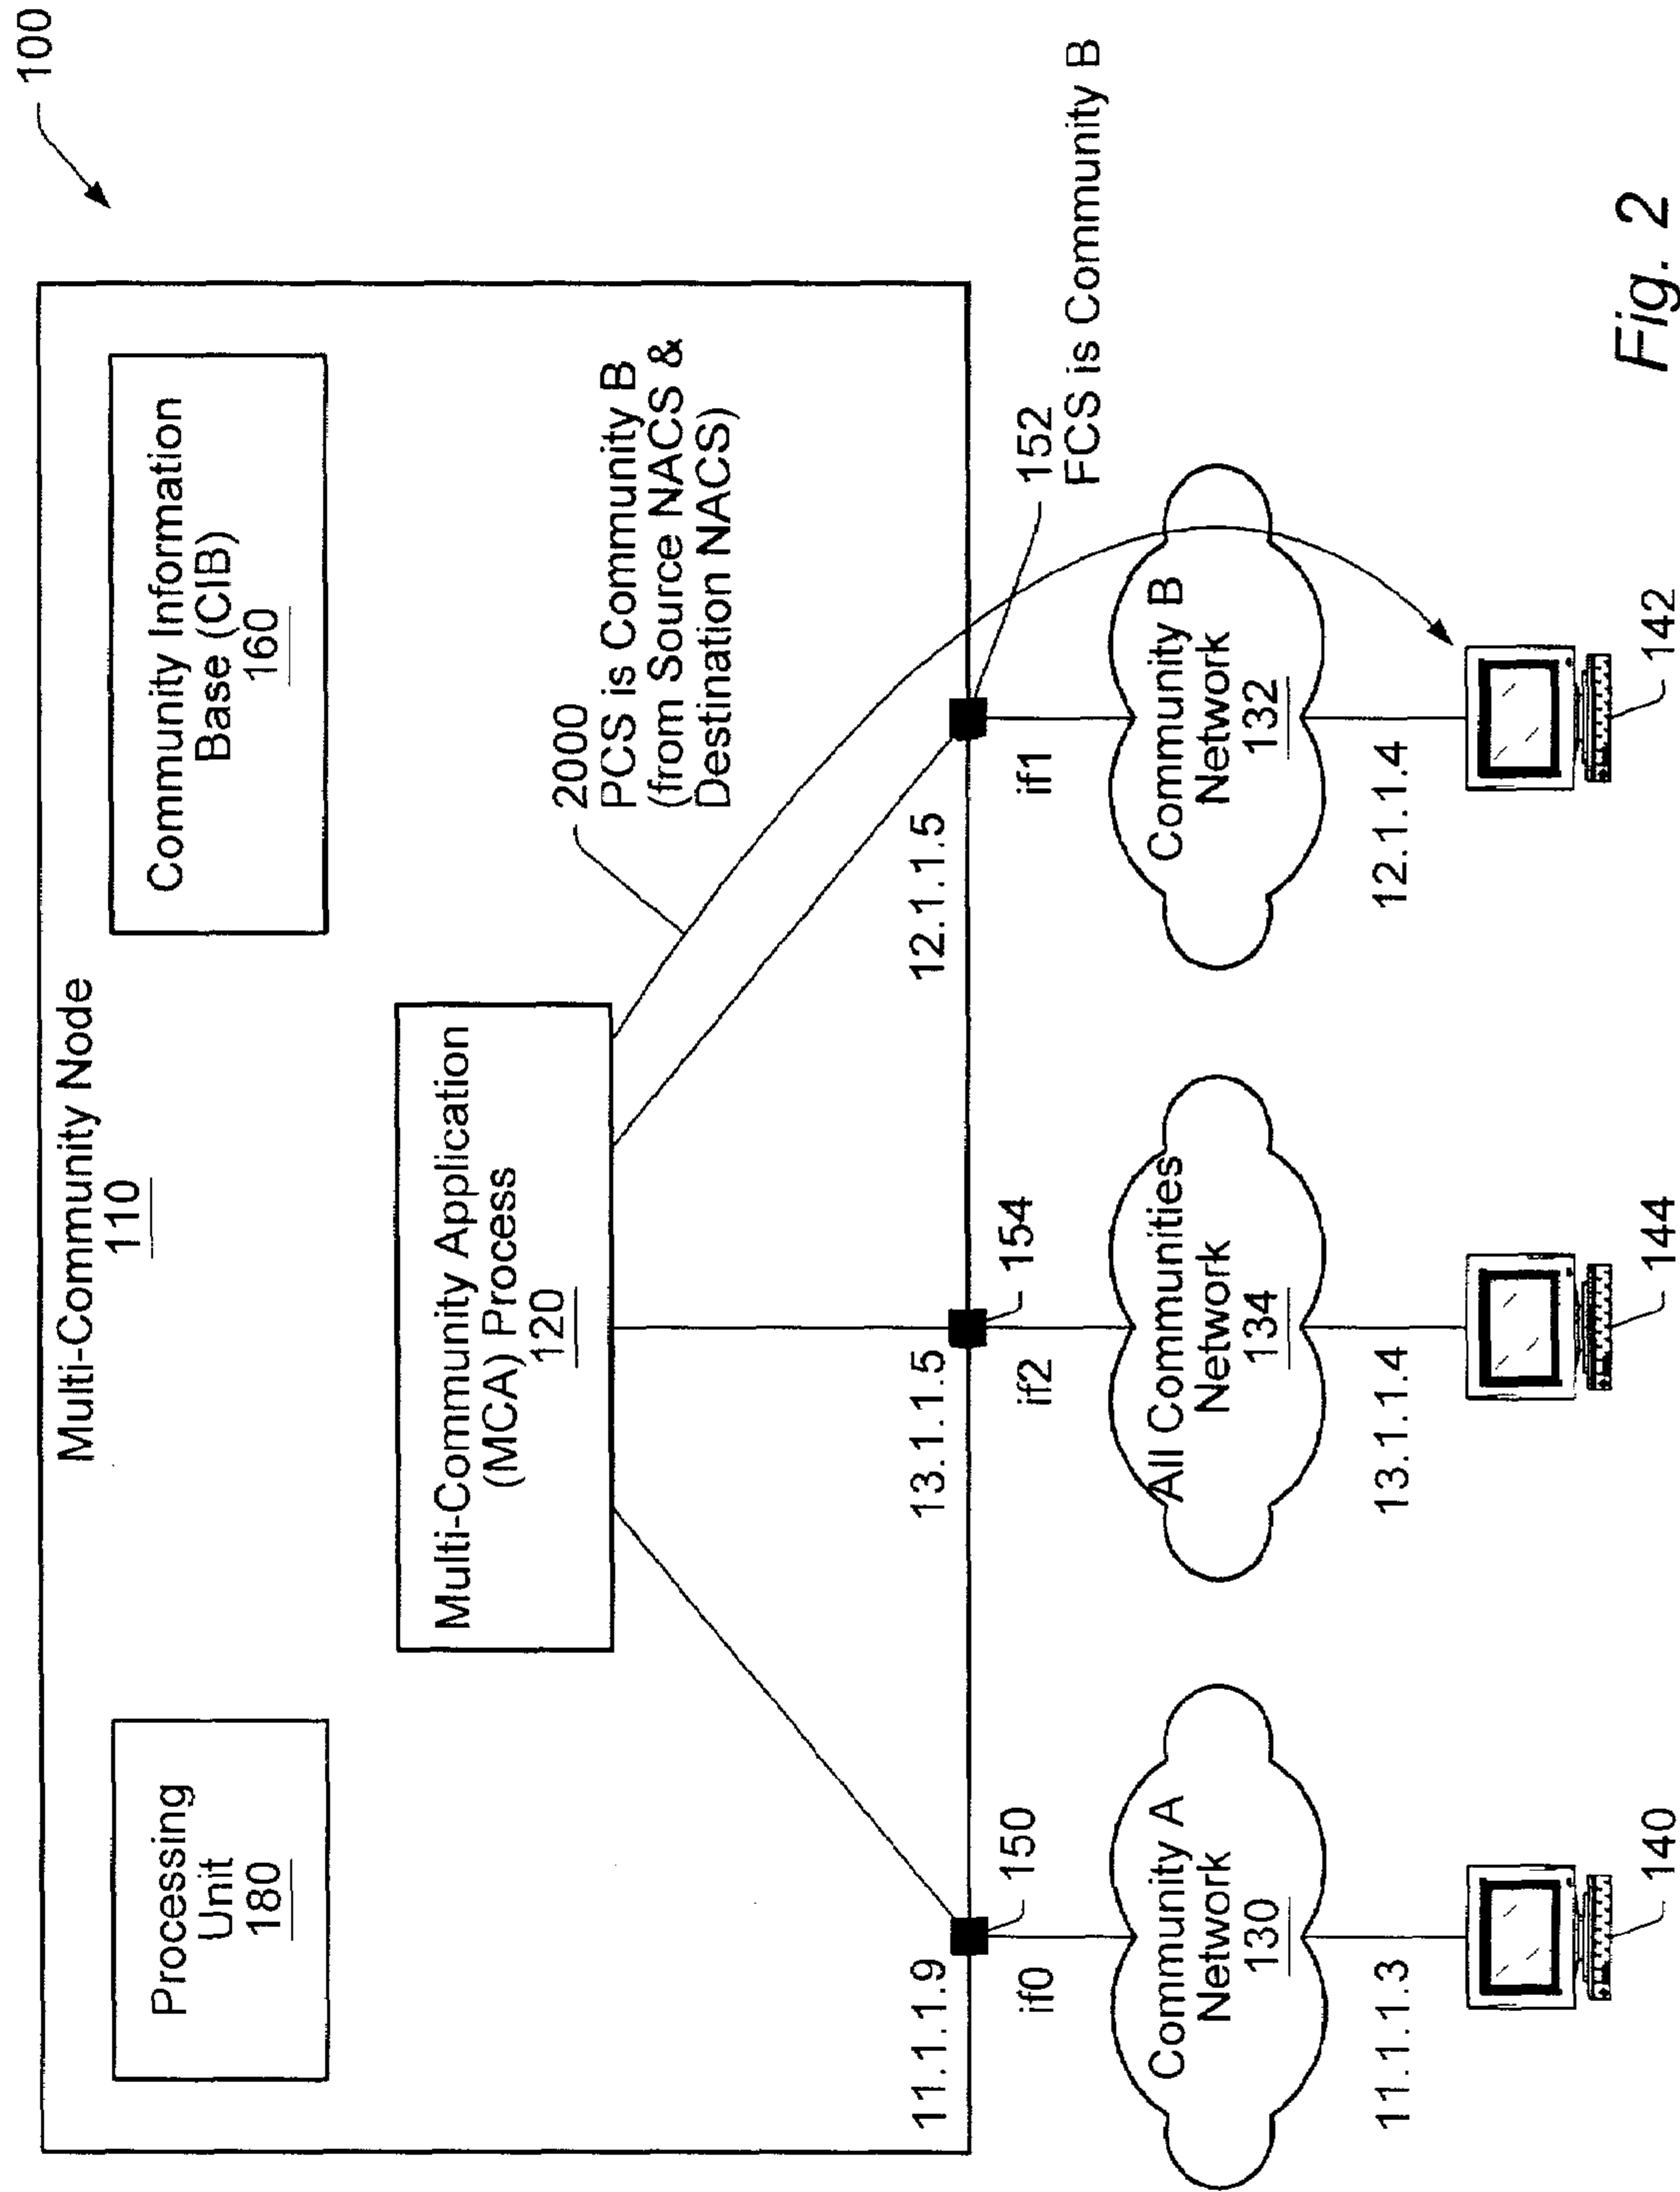 100
Multi-Community Node
110
Processing
Unit
180
Community Information
Base (CIB)
160
Multi-Community Application
(MCA) Process
120
2000
PCS is Community B
(from Source NACS &
Destination NACS)
11.1.1.9
13.1.1.5
12.1.1.5
if0
150
if2
154
if1
152
FCS is Community B
Community A
Network
130
All Communities
Network
134
Community B
Network
132
11.1.1.3
13.1.1.4
12.1.1.4
140
144
142
Fig. 2